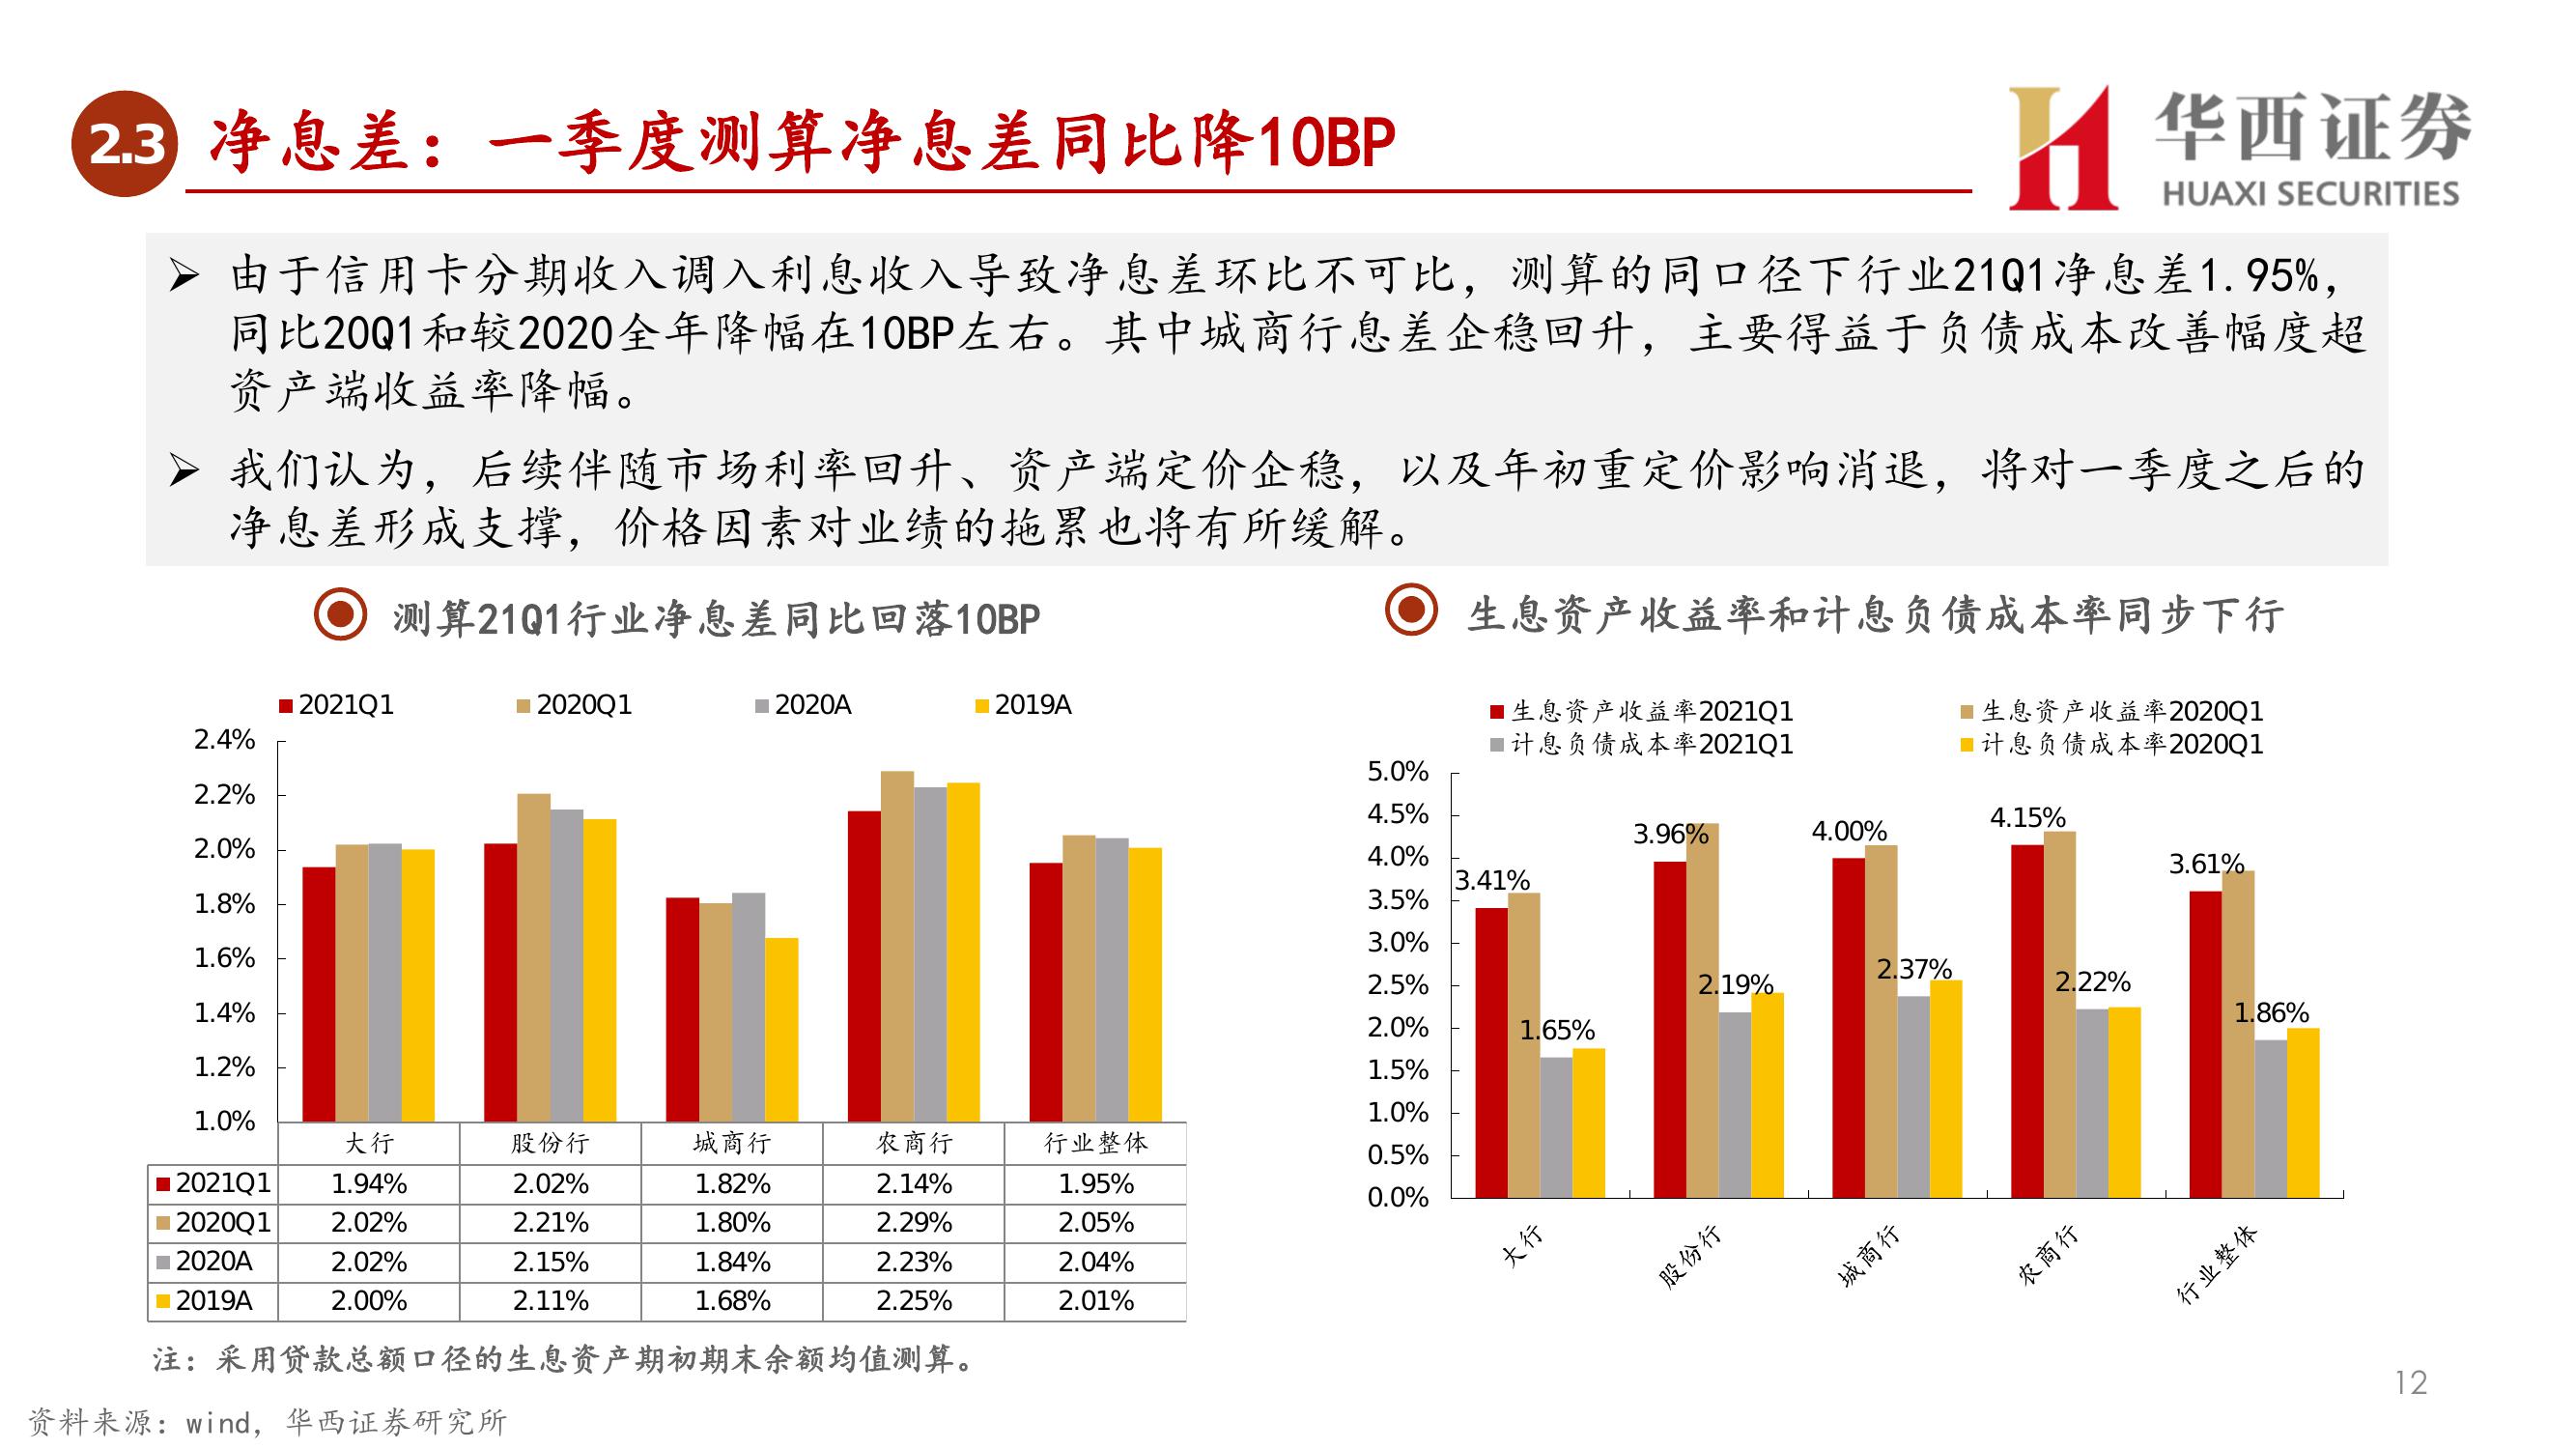 2.3 净息差：一季度测算净息差同比降10BP
华西证券
HUAXI SECURITIES
➢ 由于信用卡分期收入调入利息收入导致净息差环比不可比，测算的同口径下行业21Q1净息差1.95%，
同比20Q1和较2020全年降幅在10BP左右。其中城商行息差企稳回升，主要得益于负债成本改善幅度超
资产端收益率降幅。
➢ 我们认为，后续伴随市场利率回升、资产端定价企稳，以及年初重定价影响消退，将对一季度之后的
净息差形成支撑，价格因素对业绩的拖累也将有所缓解。
测算21Q1行业净息差同比回落10BP
2021Q1 2020Q1 2020A 2019A
2.4%
2.2%
2.0%
1.8%
1.6%
1.4%
1.2%
1.0%
大行 股份行 城商行 农商行 行业整体
2021Q1 1.94% 2.02% 1.82% 2.14% 1.95%
2020Q1 2.02% 2.21% 1.80% 2.29% 2.05%
2020A 2.02% 2.15% 1.84% 2.23% 2.04%
2019A 2.00% 2.11% 1.68% 2.25% 2.01%
注：采用贷款总额口径的生息资产期初期末余额均值测算。
生息资产收益率和计息负债成本率同步下行
生息资产收益率2021Q1 生息资产收益率2020Q1
计息负债成本率2021Q1 计息负债成本率2020Q1
5.0%
4.5%
4.0%
3.5%
3.0%
2.5%
2.0%
1.5%
1.0%
0.5%
0.0%
3.41% 3.96% 4.00% 4.15% 3.61%
1.65% 2.19% 2.37% 2.22% 1.86%
大行 股份行 城商行 农商行 行业整体
12
资料来源：wind，华西证券研究所